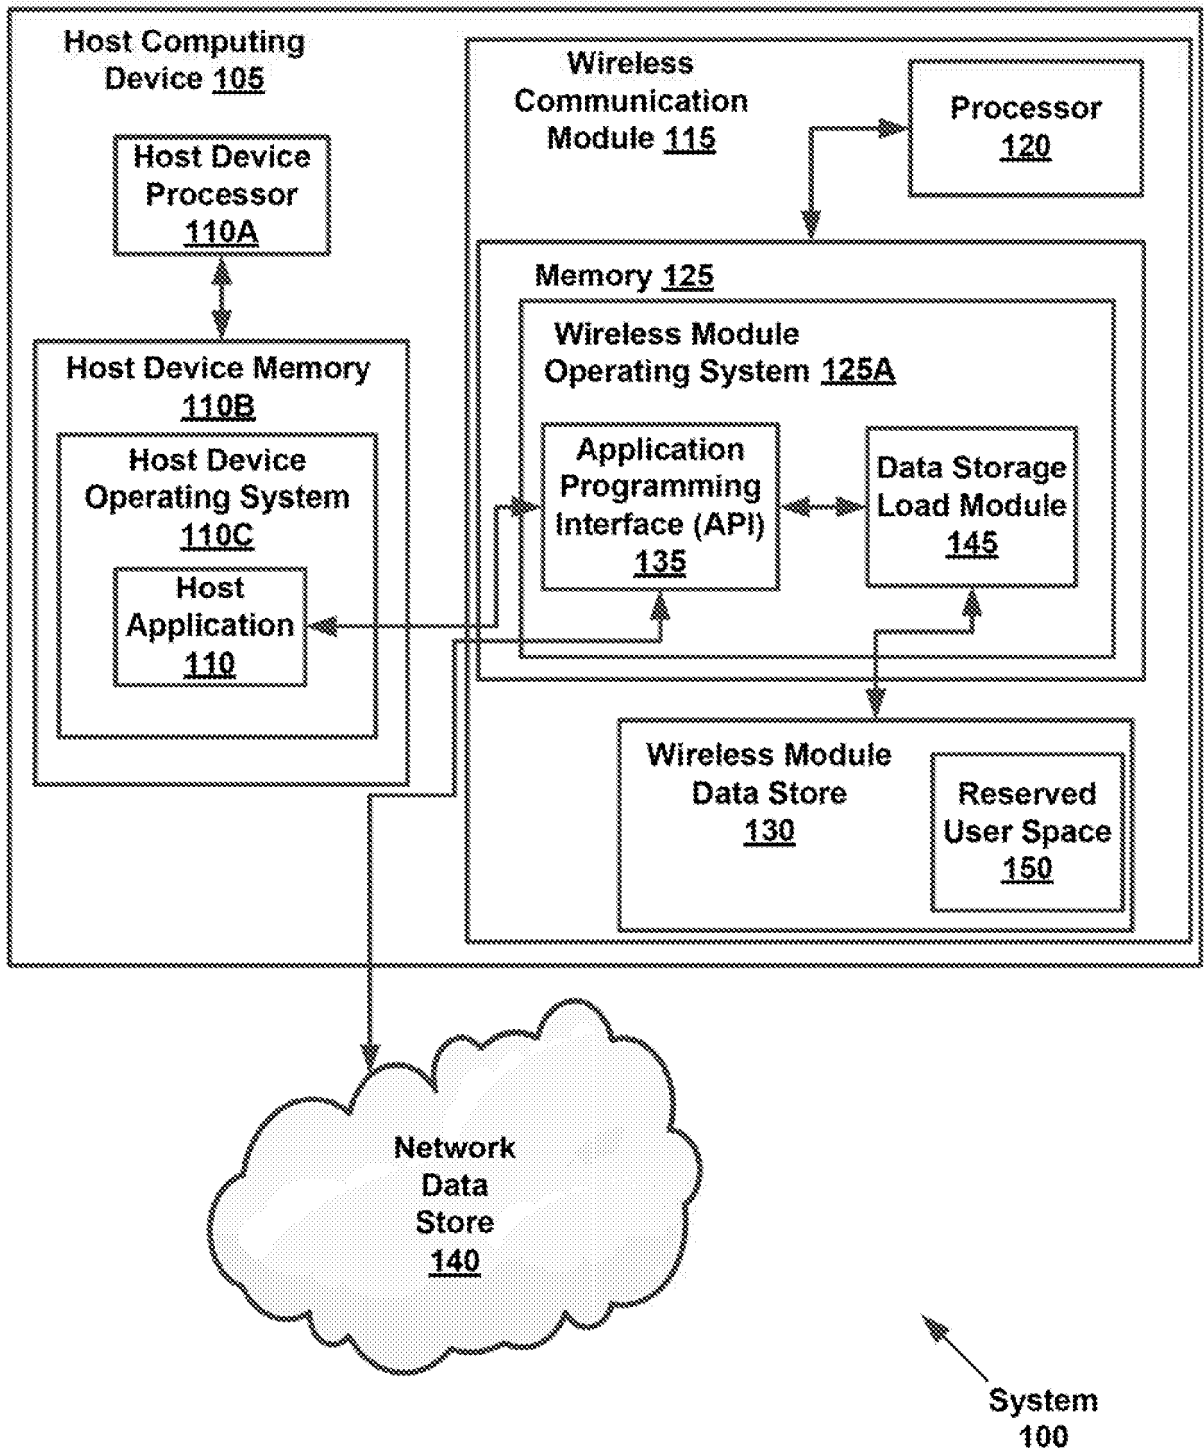 Host Computing
Device 105
Host Device
Processor
110A
Host Device Memory
110B
Host Device
Operating System
110C
Host
Application
110
Wireless
Communication
Module 115
Processor
120
Memory 125
Wireless Module
Operating System 125A
Application
Programming
Interface (API)
135
Data Storage
Load Module
145
Wireless Module
Data Store
130
Reserved
User Space
150
Network
Data
Store
140
System
100